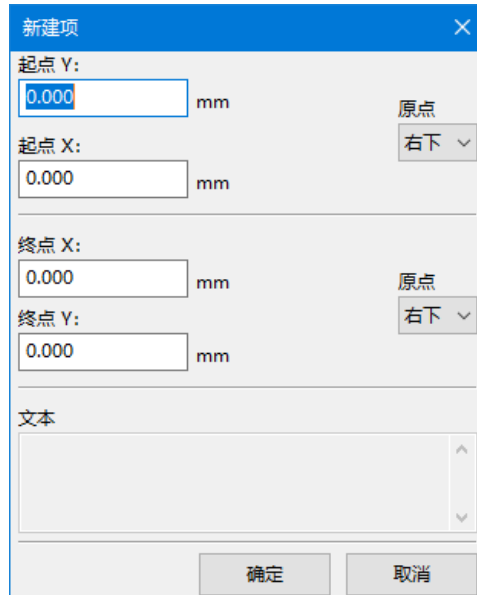 新建项
起点 Y:
0.000 mm
原点
起点 X:
右下
0.000 mm
终点 X:
0.000 mm
原点
终点 Y:
右下
0.000 mm
文本
确定 取消